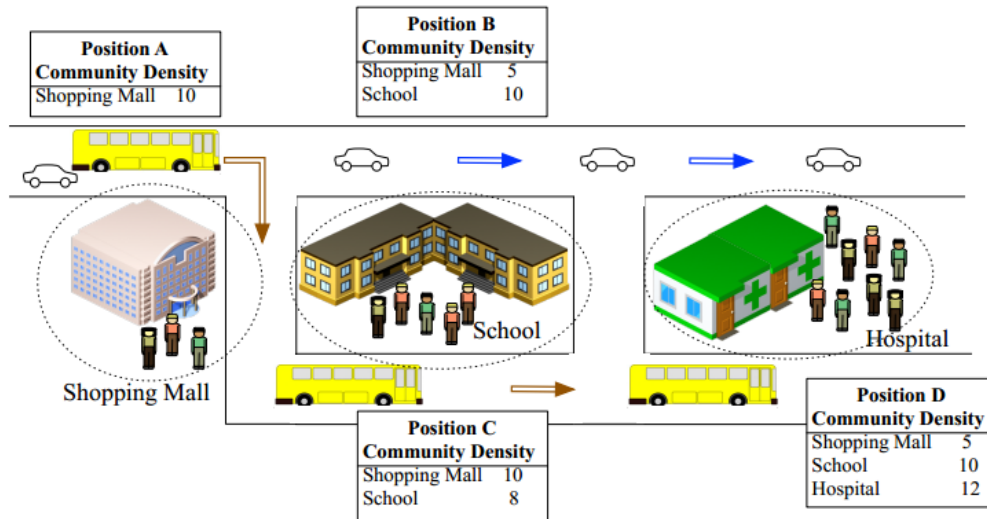 Position A
Community Density
Shopping Mall 10
Position B
Community Density
Shopping Mall 5
School 10
School
Hospital
Shopping Mall
Position C
Community Density
Shopping Mall 10
School 8
Position D
Community Density
Shopping Mall 5
School 10
Hospital 12